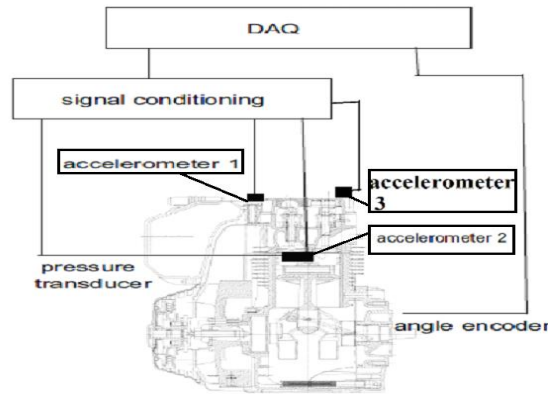 DAQ
signal conditioning
accelerometer 1
accelerometer
3
accelerometer 2
pressure
transducer
angle encoder